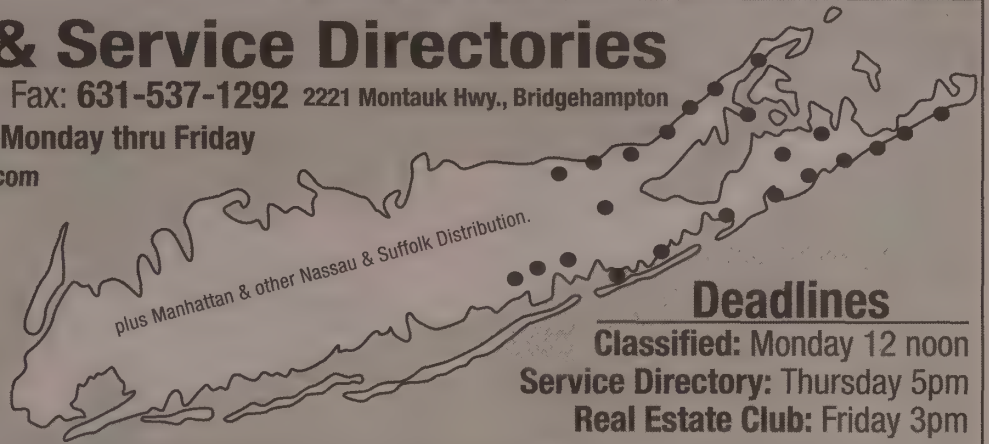 & Service Directories
Fax: 631-537-1292 2221 Montauk Hwy., Bridgehampton
Monday thru Friday
com
plus Manhattan & other Nassau & Suffolk Distribution.
Deadlines
Classified: Monday 12 noon
Service Directory: Thursday 5pm
Real Estate Club: Friday 3pm